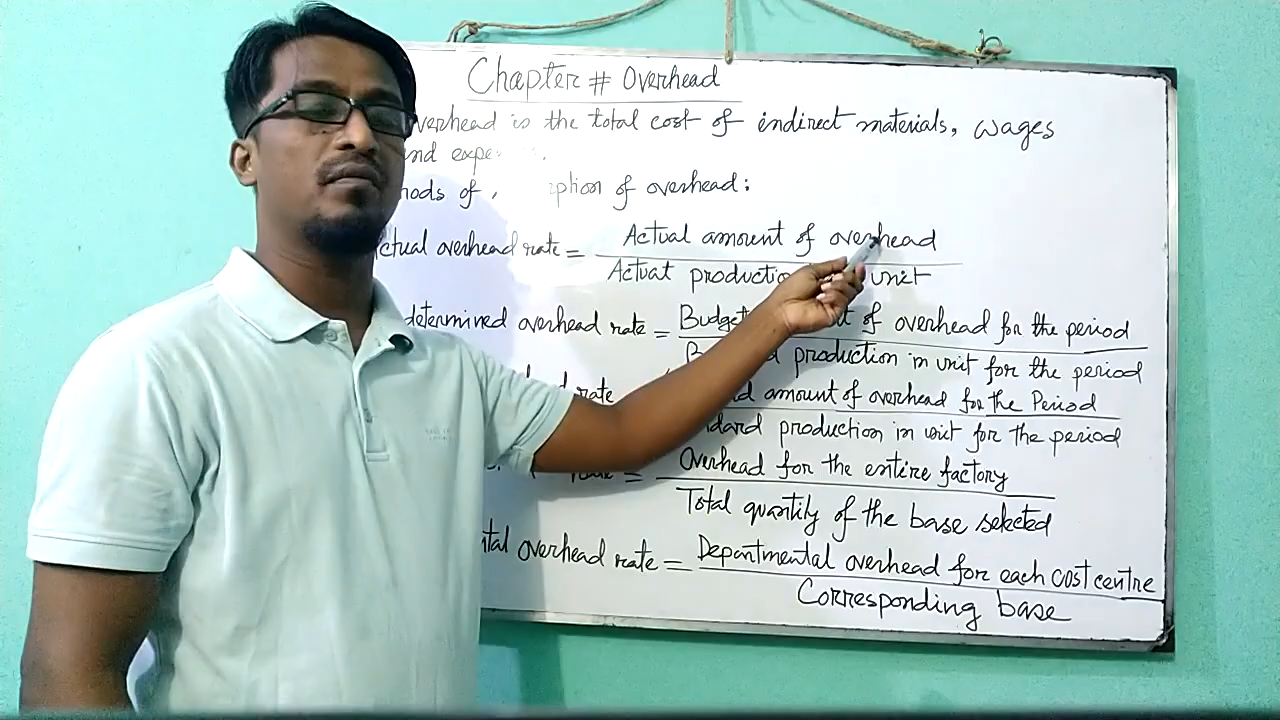 Chapter # Overhead
verhead is the total cost of indirect materials, wages
nd expe
hods of ption of overhead:
ctual overhead rate = Actual amount of overhead
Actual production unit
determined overhead rate = Budget t of overhead for the period
B d production in unit for the period
rate d amount of overhead for the Period
ndard production in unit for the period
rate = Overhead for the entire factory
Total quantity of the base selected
ntal overhead rate = Departmental overhead for each cost centre
Corresponding base